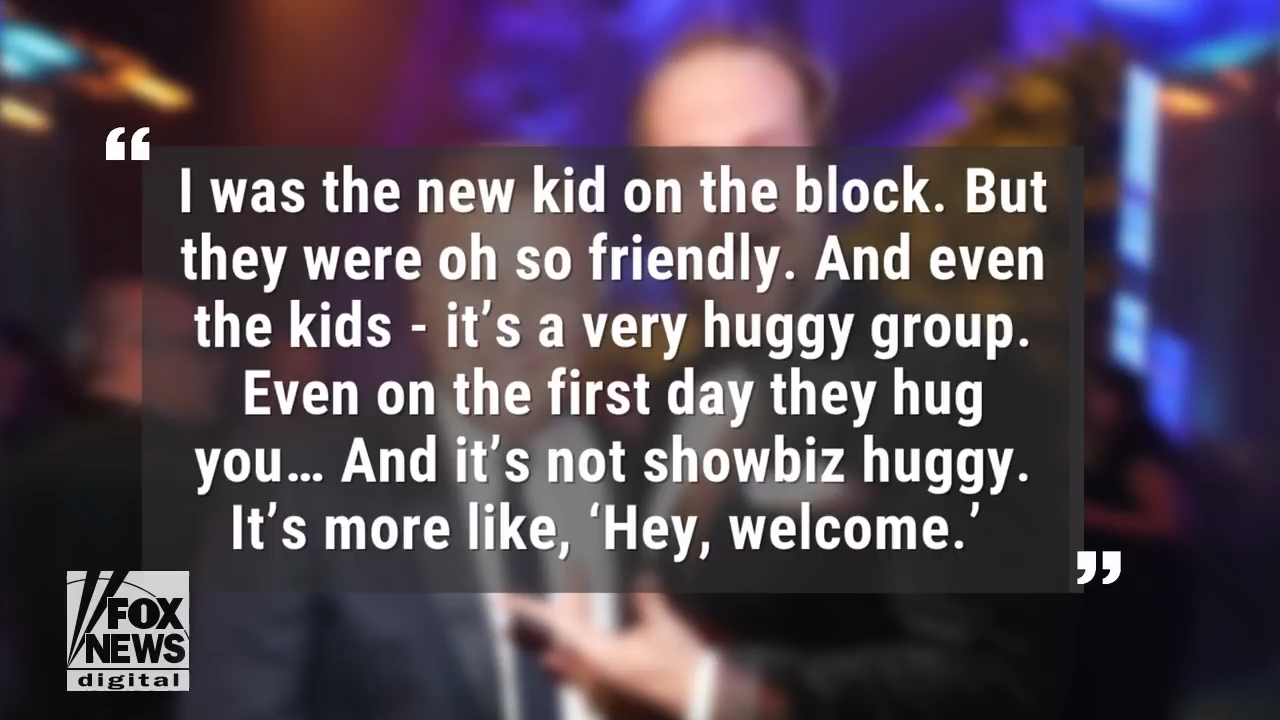 “
I was the new kid on the block. But
they were oh so friendly. And even
the kids - it’s a very huggy group.
Even on the first day they hug
you… And it’s not showbiz huggy.
It’s more like, ‘Hey, welcome.’
”
FOX
NEWS
digital